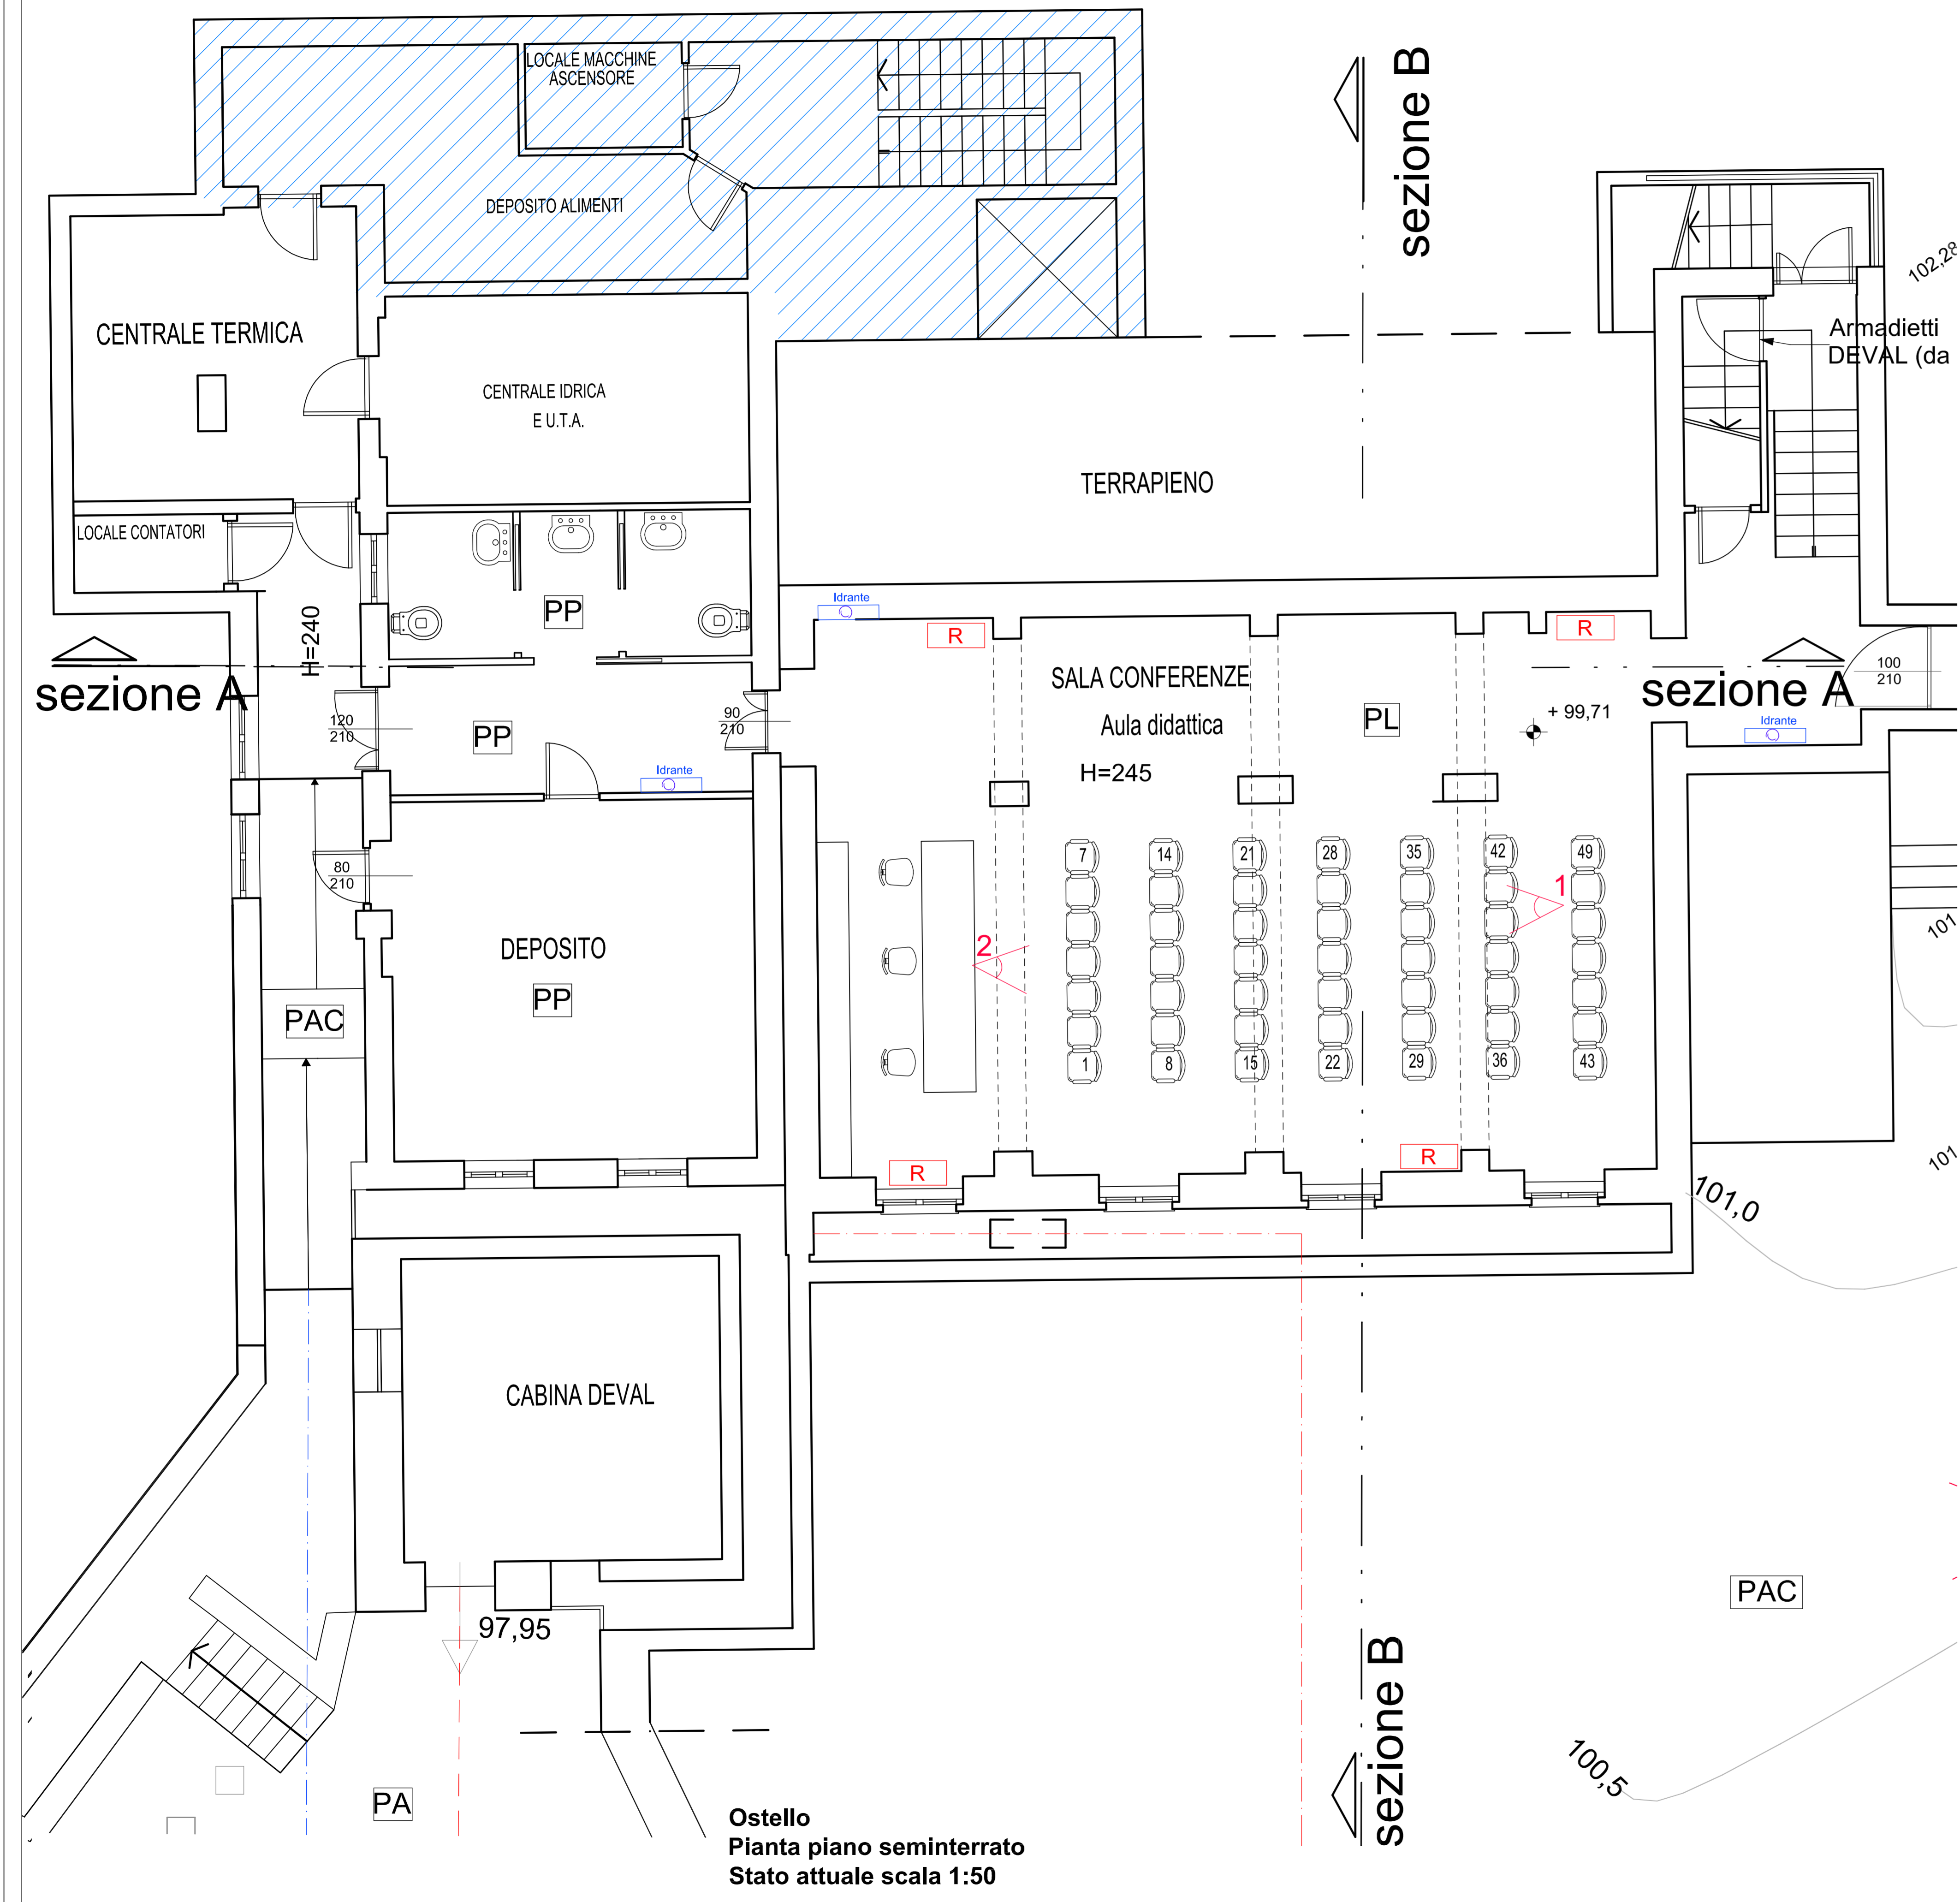 LOCALE MACCHINE
ASCENSORE
sezione B
DEPOSITO ALIMENTI
102,28
CENTRALE TERMICA
Armadietti
DEVAL (da
CENTRALE IDRICA
E U.T.A.
TERRAPIENO
LOCALE CONTATORI
H=240
PP
Idrante
R
R
sezione A
SALA CONFERENZE
Aula didattica
H=245
PL
+ 99,71
sezione A
100
210
Idrante
120
210
PP
90
210
Idrante
80
210
7
14
21
28
35
42
49
1
2
DEPOSITO
PP
PAC
1
8
15
22
29
36
43
101
101
R
R
101,0
CABINA DEVAL
97,95
PAC
sezione B
100,5
PA
Ostello
Pianta piano seminterrato
Stato attuale scala 1:50